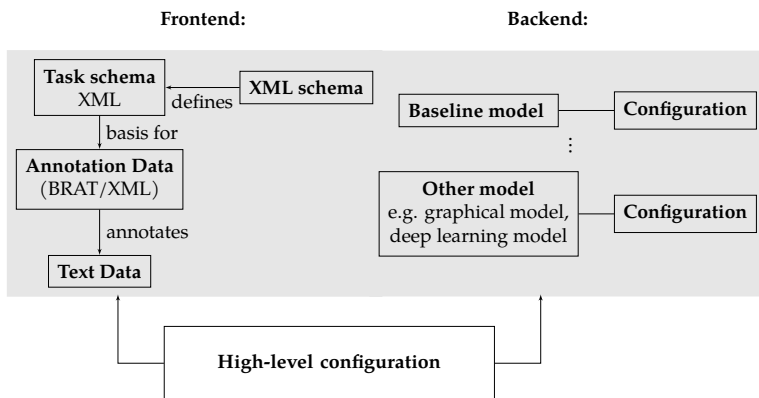 Frontend:
Backend:
Task schema
XML
defines
XML schema
basis for
Annotation Data
(BRAT/XML)
annotates
Text Data
Baseline model
Configuration
⋮
Other model
e.g. graphical model,
deep learning model
Configuration
High-level configuration